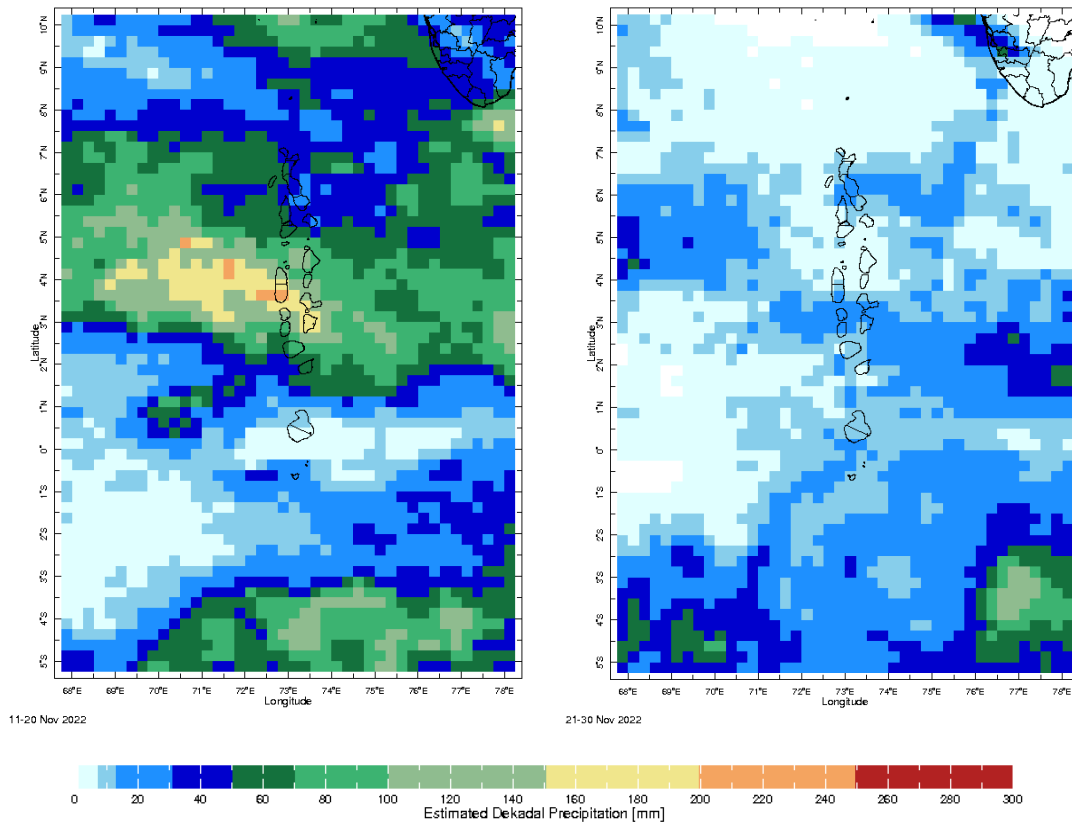 10°N
9°N
8°N
7°N
6°N
5°N
4°N
3°N
Latitude
2°N
1°N
0°
1°S
2°S
3°S
4°S
5°S
68°E 69°E 70°E 71°E 72°E 73°E 74°E 75°E 76°E 77°E 78°E
Longitude
11-20 Nov 2022
10°N
9°N
8°N
7°N
6°N
5°N
4°N
3°N
Latitude
2°N
1°N
0°
1°S
2°S
3°S
4°S
5°S
68°E 69°E 70°E 71°E 72°E 73°E 74°E 75°E 76°E 77°E 78°E
Longitude
21-30 Nov 2022
0 20 40 60 80 100 120 140 160 180 200 220 240 260 280 300
Estimated Dekadal Precipitation [mm]